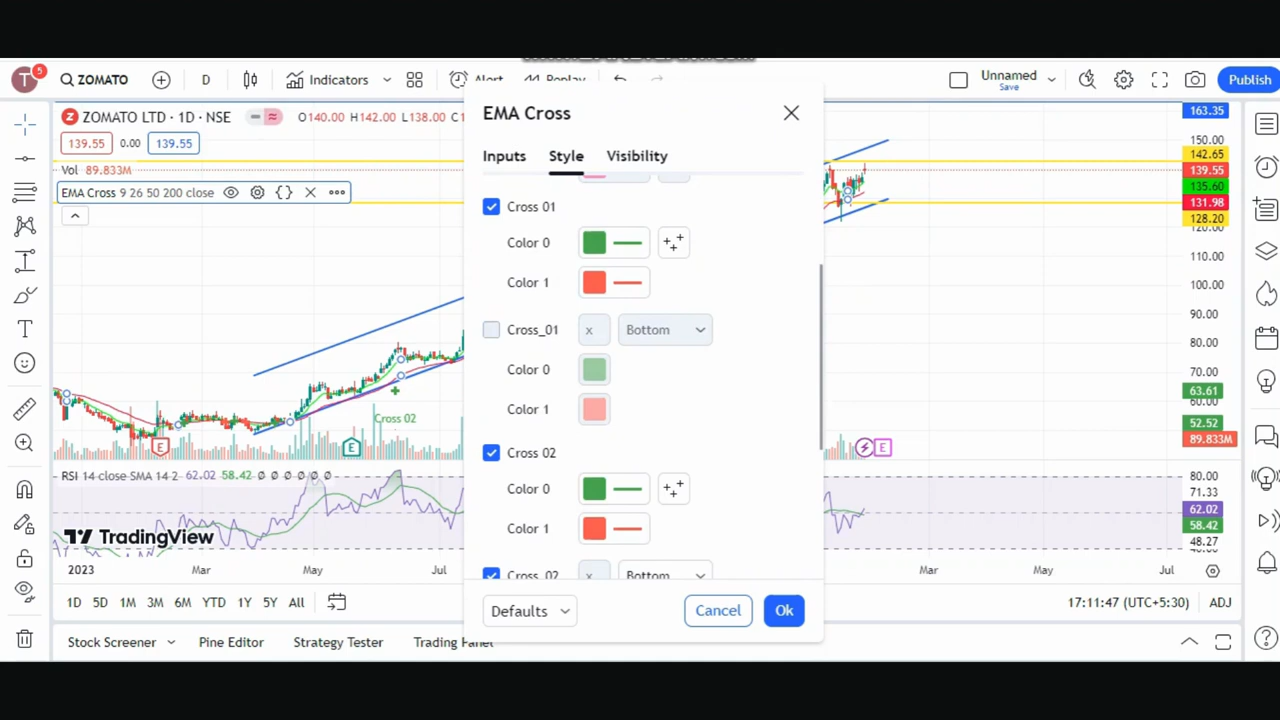 T 5 ZOMATO D Indicators Alert Replay Unnamed Save Publish
ZOMATO LTD · 1D · NSE O140.00 H142.00 L138.00 C1
139.55 0.00 139.55
Vol 89.833M
EMA Cross 9 26 50 200 close
EMA Cross
Inputs Style Visibility
Cross 01
Color 0
Color 1
Cross_01 x Bottom
Color 0
Color 1
Cross 02
Color 0
Color 1
Cross_02 x Bottom
Defaults Cancel Ok
Cross 02
E E E
163.35
150.00
142.65
139.55
135.60
131.98
128.20
120.00
110.00
100.00
90.00
80.00
70.00
63.61
60.00
52.52
89.833M
RSI 14 close SMA 14 2 62.02 58.42 Ø Ø Ø Ø Ø Ø
80.00
71.33
62.02
58.42
48.27
40.00
TradingView
2023 Mar May Jul Mar May Jul
1D 5D 1M 3M 6M YTD 1Y 5Y All 17:11:47 (UTC+5:30) ADJ
Stock Screener Pine Editor Strategy Tester Trading Panel